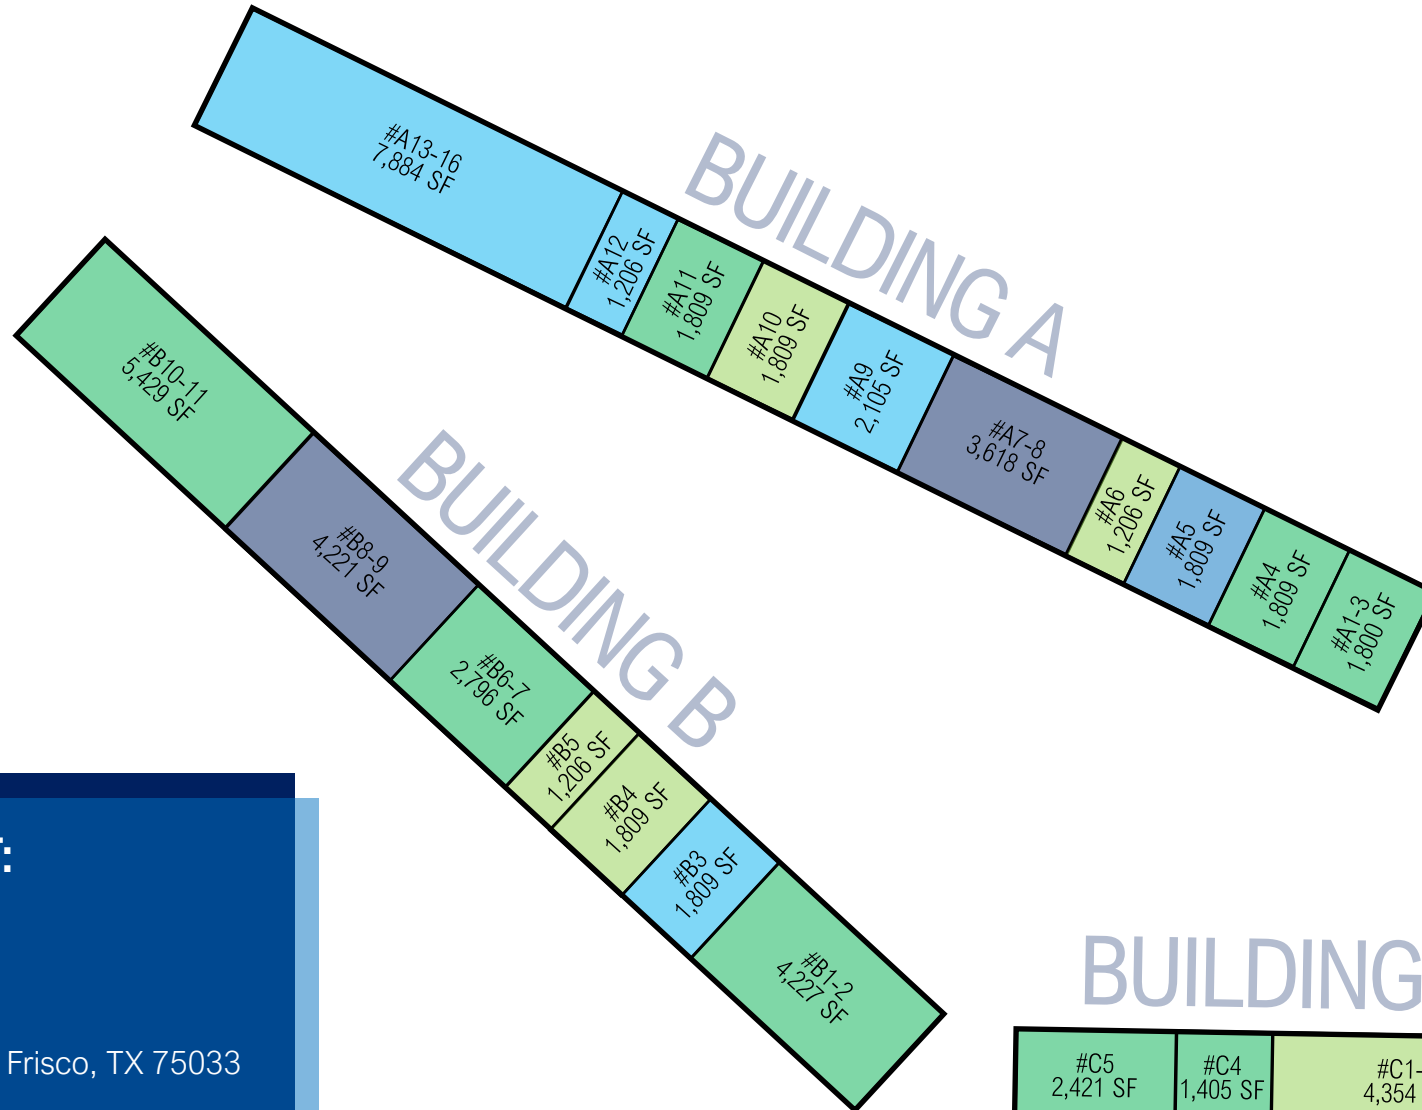 BUILDING A
#A13-16
7,884 SF
#A12
1,206 SF
#A11
1,809 SF
#A10
1,809 SF
#A9
2,105 SF
#A7-8
3,618 SF
#A6
1,206 SF
#A5
1,809 SF
#A4
1,809 SF
#A1-3
1,800 SF
BUILDING B
#B10-11
5,429 SF
#B8-9
4,221 SF
#B6-7
2,796 SF
#B5
1,206 SF
#B4
1,809 SF
#B3
1,809 SF
#B1-2
4,227 SF
BUILDING
#C5
2,421 SF
#C4
1,405 SF
#C1-
4,354
Frisco, TX 75033